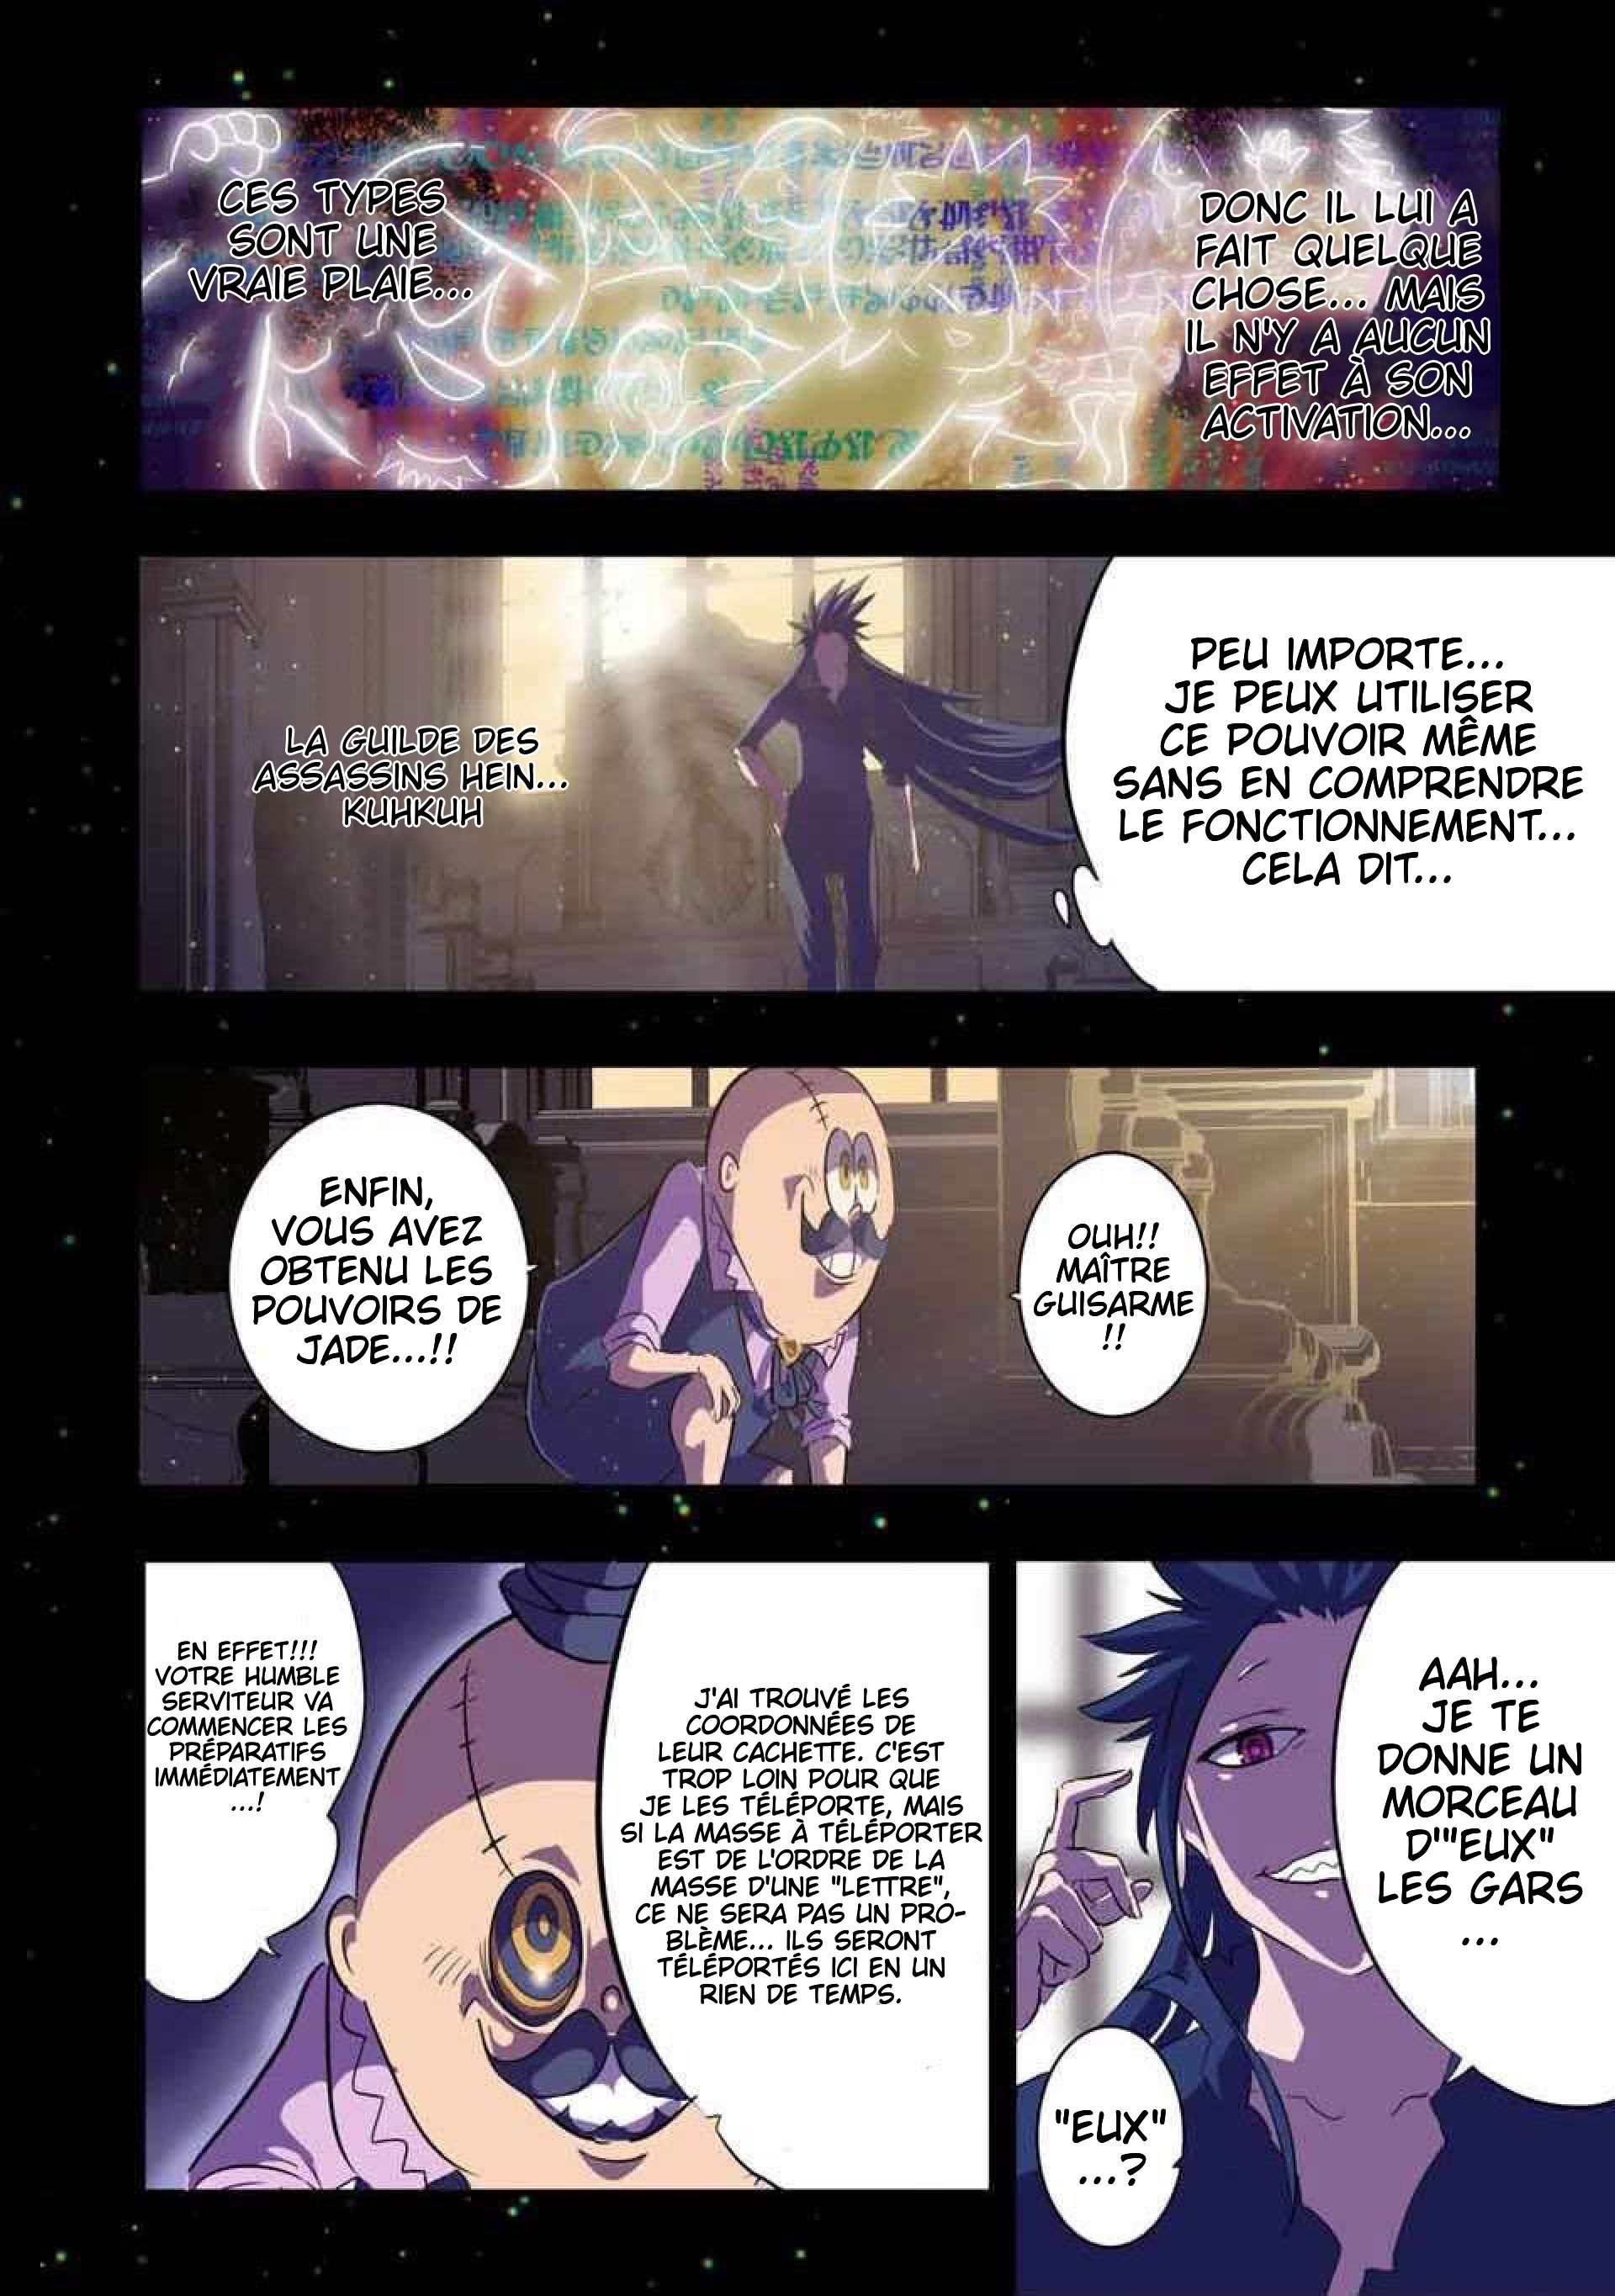 DONC IL LUI A
FAIT QUELQUE
CHOSE... MAIS
IL N'Y A AUCUN
EFFET À SON
ACTIVATION...
CES TYPES
SONT UNE
VRAIE PLAIE...
PEU IMPORTE...
JE PEUX UTILISER
CE POUVOIR MÊME
SANS EN COMPRENDRE
LE FONCTIONNEMENT...
CELA DIT...
LA GUILDE DES
ASSASSINS HEIN...
KUHKUH
OUH!!
MAÎTRE
GUISARME
!!
ENFIN,
VOUS AVEZ
OBTENU LES
POUVOIRS DE
JADE...!!
AAH...
JE TE
DONNE UN
MORCEAU
D'"EUX"
LES GARS
...
"EUX"
...?
J'AI TROUVÉ LES
COORDONNÉES DE
LEUR CACHETTE. C'EST
TROP LOIN POUR QUE
JE LES TÉLÉPORTE, MAIS
SI LA MASSE À TÉLÉPORTER
EST DE L'ORDRE DE LA
MASSE D'UNE "LETTRE",
CE NE SERA PAS UN PRO-
BLÈME... ILS SERONT
TÉLÉPORTÉS ICI EN UN
RIEN DE TEMPS.
EN EFFET!!!
VOTRE HUMBLE
SERVITEUR VA
COMMENCER LES
PRÉPARATIFS
IMMÉDIATEMENT
...!